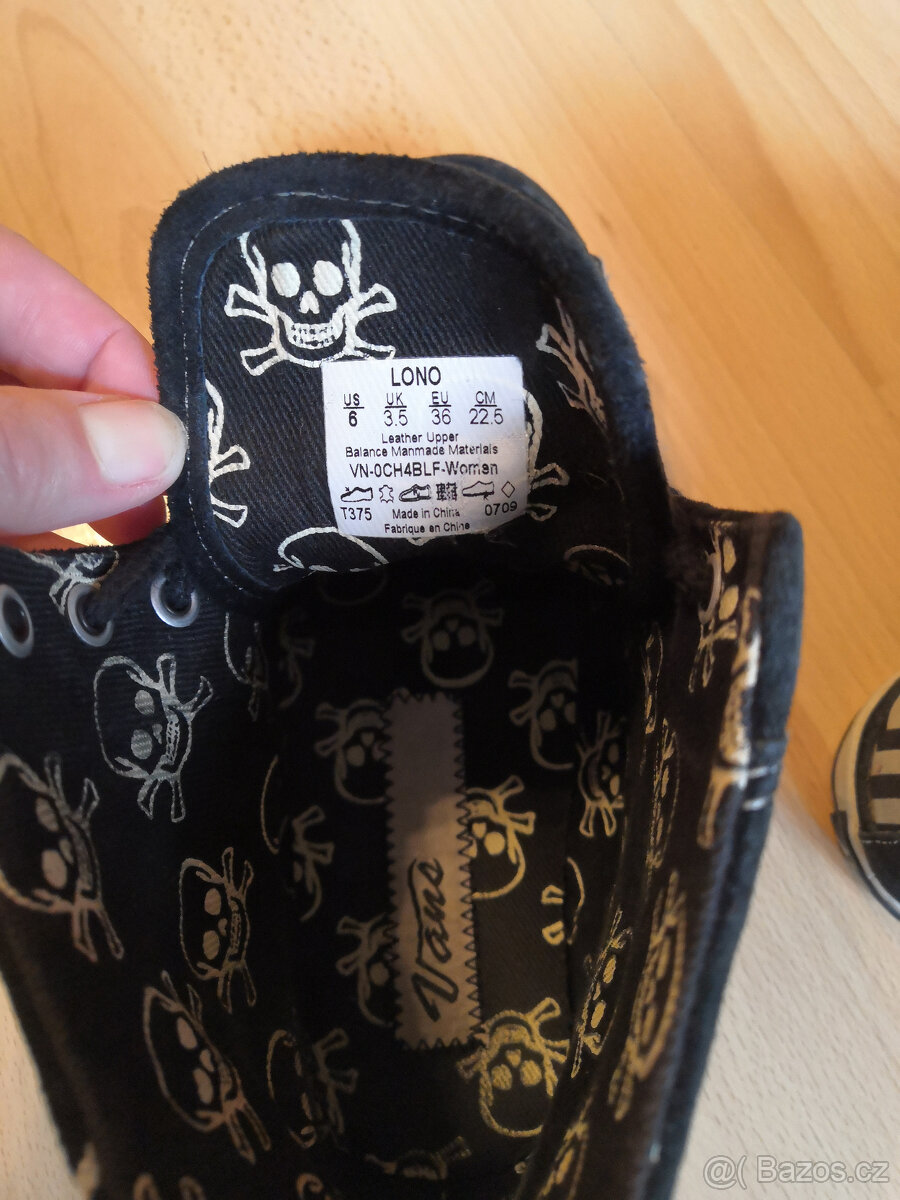 LONO
US UK EU CM
6 3.5 36 22.5
Leather Upper
Balance Manmade Materials
VN-0CH4BLF-Woman
T375 Made in China 0709
Fabriqué en Chine
Vans
@( Bazos.cz